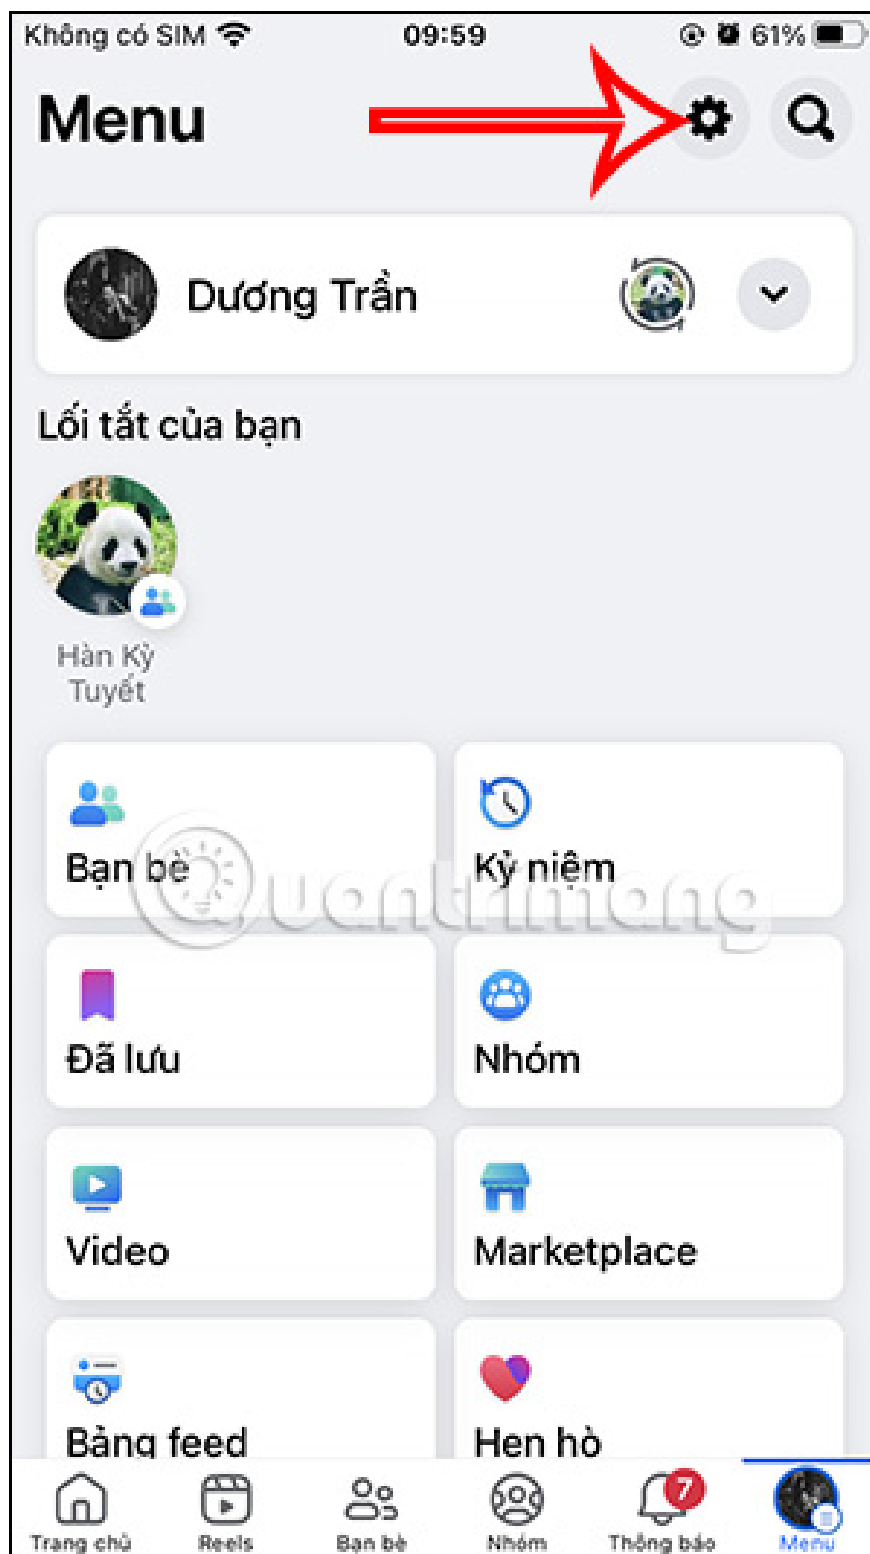 Không có SIM 09:59 61%
Menu
Dương Trần
Lối tắt của bạn
Hàn Kỳ
Tuyết
Bạn bè Kỷ niệm
Quantrimang
Đã lưu Nhóm
Video Marketplace
Bảng feed Hẹn hò
7
Trang chủ Reels Bạn bè Nhóm Thông báo Menu